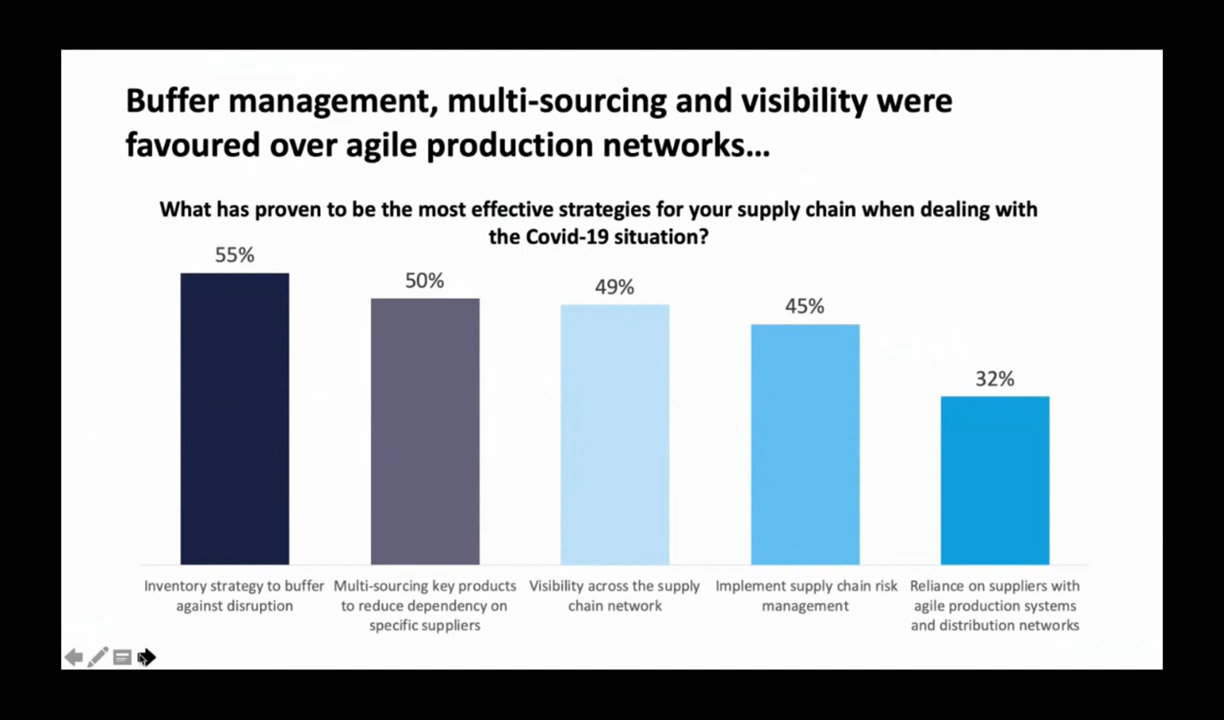 Buffer management, multi-sourcing and visibility were
favoured over agile production networks...
What has proven to be the most effective strategies for your supply chain when dealing with
the Covid-19 situation?
55%
50%
49%
45%
32%
Inventory strategy to buffer
against disruption
Multi-sourcing key products
to reduce dependency on
specific suppliers
Visibility across the supply
chain network
Implement supply chain risk
management
Reliance on suppliers with
agile production systems
and distribution networks